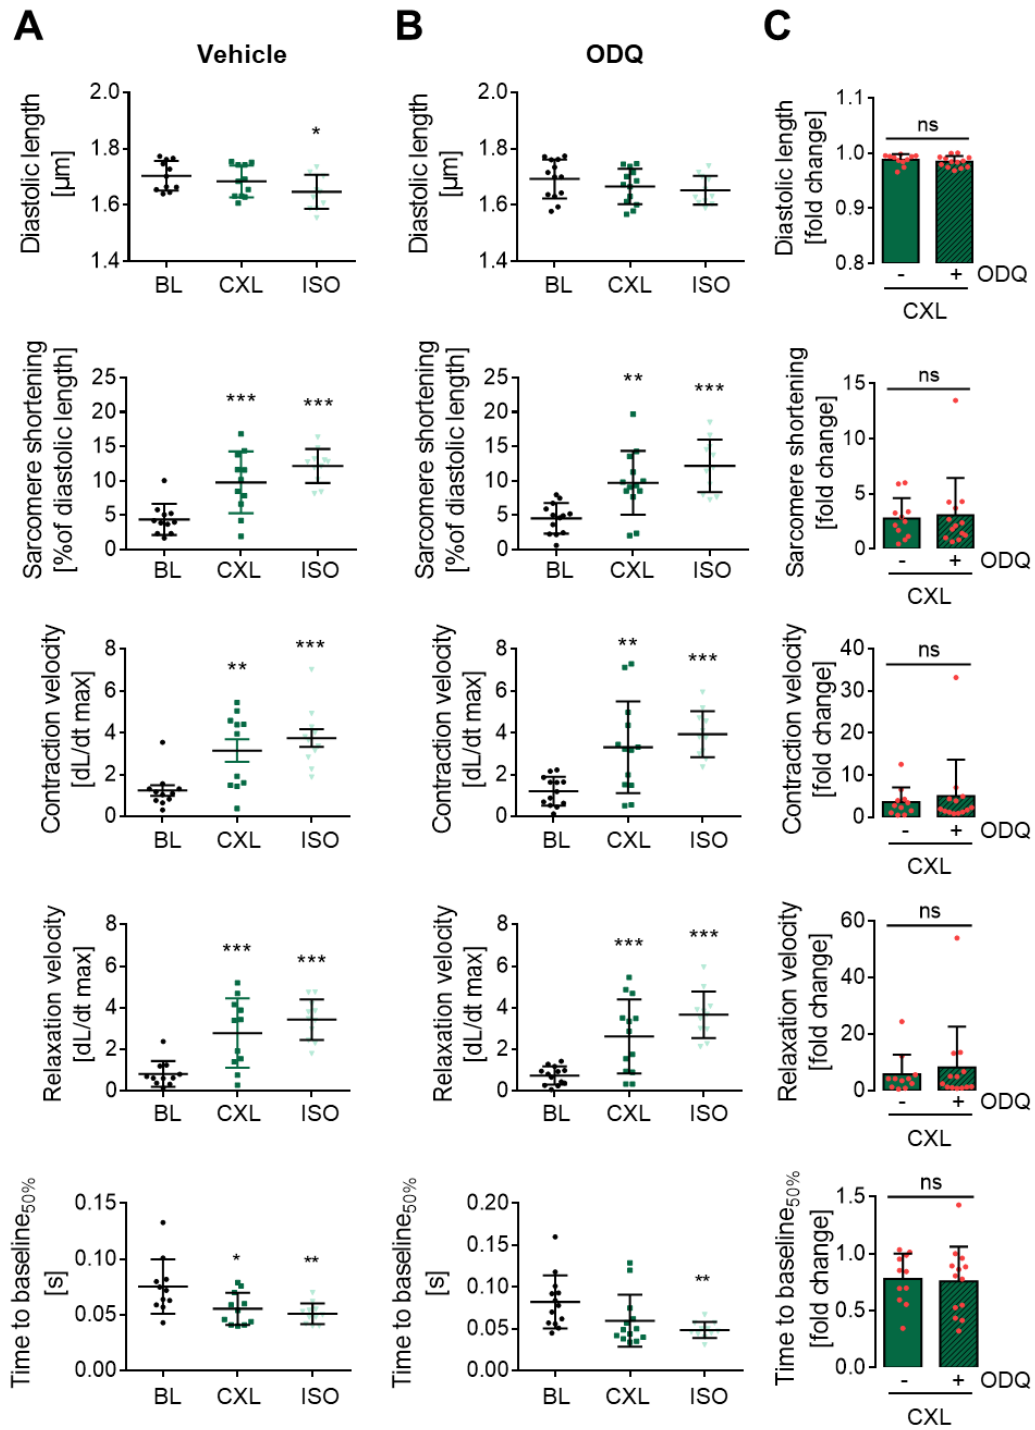 A B C
Vehicle ODQ
Diastolic length
[µm]
2.0
1.8
1.6
1.4
*
BL CXL ISO
Diastolic length
[µm]
2.0
1.8
1.6
1.4
BL CXL ISO
Diastolic length
[fold change]
1.1
1.0
0.9
0.8
ns
- + ODQ
CXL
Sarcomere shortening
[%of diastolic length]
25
20
15
10
5
0
*** ***
BL CXL ISO
Sarcomere shortening
[%of diastolic length]
25
20
15
10
5
0
** ***
BL CXL ISO
Sarcomere shortening
[fold change]
15
10
5
0
ns
- + ODQ
CXL
Contraction velocity
[dL/dt max]
8
6
4
2
0
** ***
BL CXL ISO
Contraction velocity
[dL/dt max]
8
6
4
2
0
** ***
BL CXL ISO
Contraction velocity
[fold change]
40
30
20
10
0
ns
- + ODQ
CXL
Relaxation velocity
[dL/dt max]
8
6
4
2
0
*** ***
BL CXL ISO
Relaxation velocity
[dL/dt max]
8
6
4
2
0
*** ***
BL CXL ISO
Relaxation velocity
[fold change]
60
40
20
0
ns
- + ODQ
CXL
Time to baseline50%
[s]
0.15
0.10
0.05
0.00
* **
BL CXL ISO
Time to baseline50%
[s]
0.20
0.15
0.10
0.05
0.00
**
BL CXL ISO
Time to baseline50%
[fold change]
1.5
1.0
0.5
0.0
ns
- + ODQ
CXL